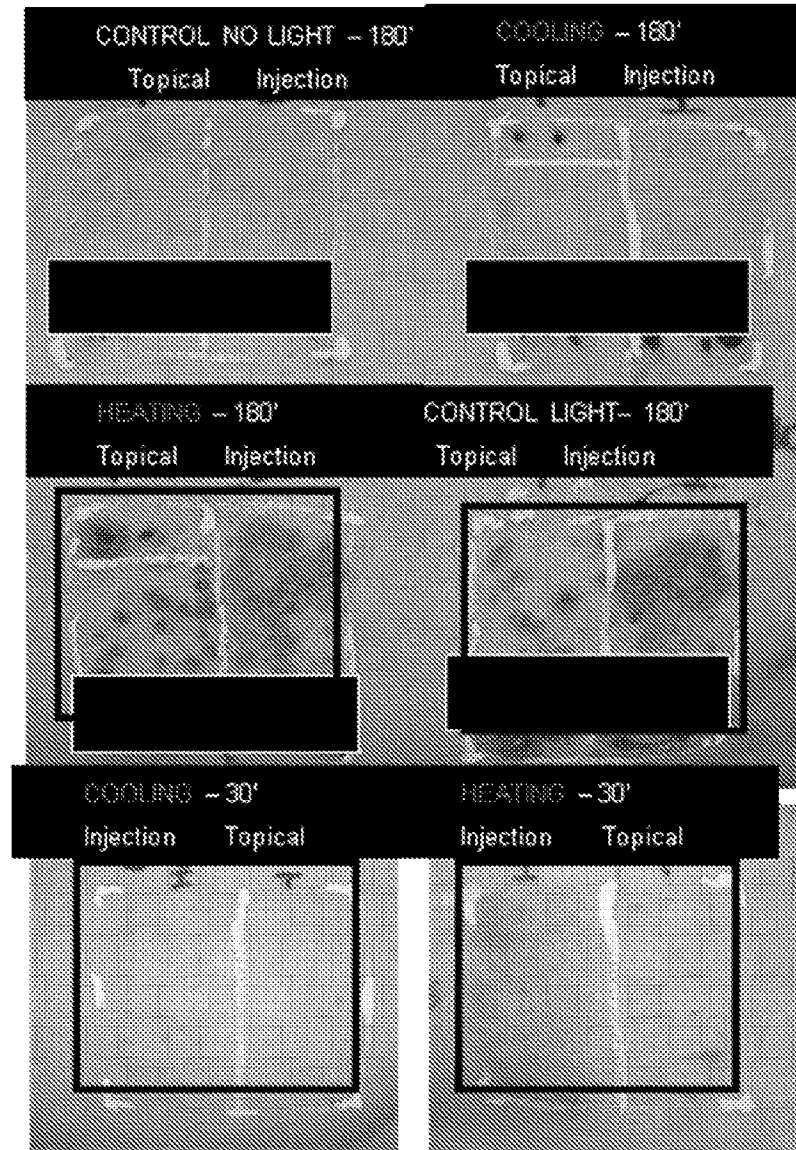 CONTROL NO LIGHT – 180'
Topical Injection
COOLING – 180'
Topical Injection
HEATING – 180'
Topical Injection
CONTROL LIGHT– 180'
Topical Injection
COOLING – 30'
Injection Topical
HEATING – 30'
Injection Topical